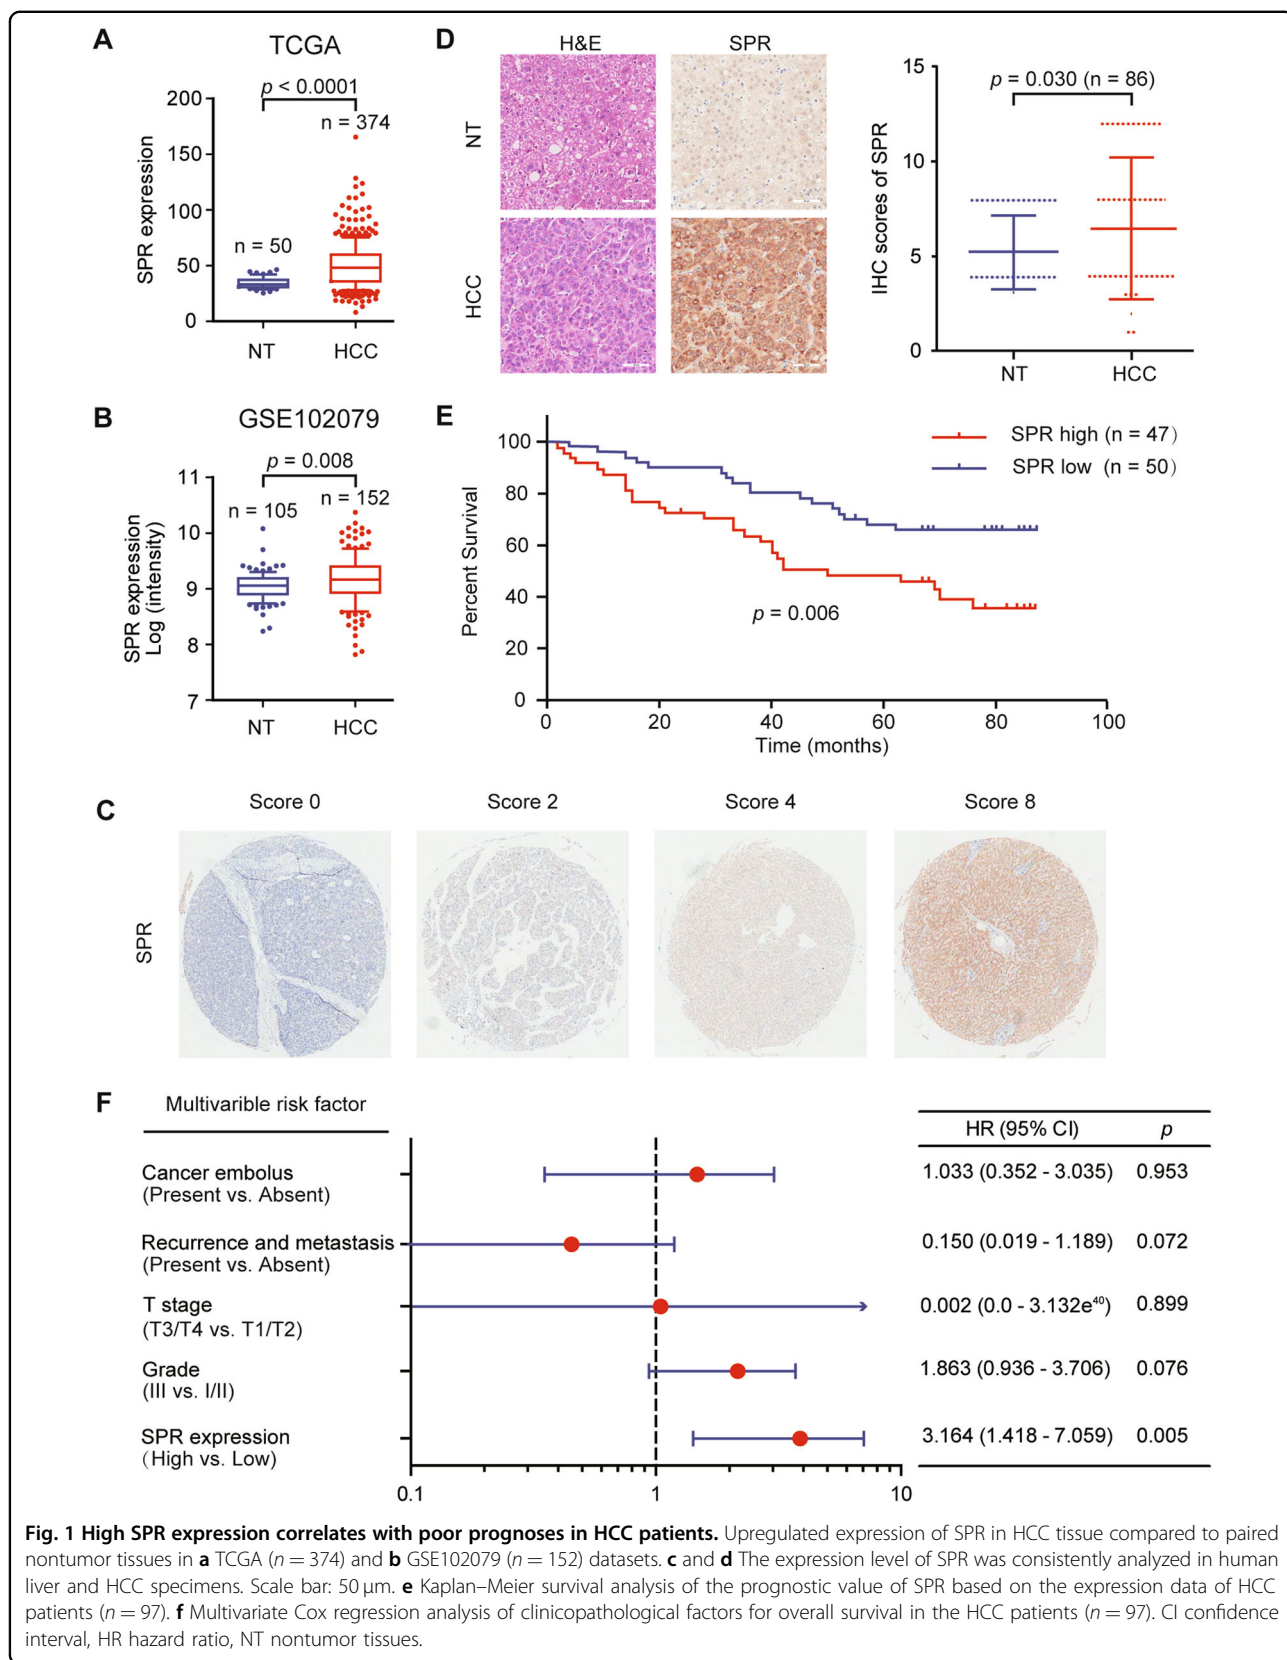 A
TCGA
p < 0.0001
n = 374
n = 50
SPR expression
200
150
100
50
0
NT
HCC
D
H&E
SPR
NT
HCC
IHC scores of SPR
p = 0.030 (n = 86)
15
10
5
0
NT
HCC
B
GSE102079
p = 0.008
n = 105
n = 152
SPR expression
Log (intensity)
11
10
9
8
7
NT
HCC
E
SPR high (n = 47)
SPR low (n = 50)
Percent Survival
100
80
60
40
20
0
p = 0.006
0
20
40
60
80
100
Time (months)
C
Score 0
Score 2
Score 4
Score 8
SPR
F
Multivarible risk factor
HR (95% CI) p
Cancer embolus
(Present vs. Absent)
1.033 (0.352 - 3.035) 0.953
Recurrence and metastasis
(Present vs. Absent)
0.150 (0.019 - 1.189) 0.072
T stage
(T3/T4 vs. T1/T2)
0.002 (0.0 - 3.132e⁴⁰) 0.899
Grade
(III vs. I/II)
1.863 (0.936 - 3.706) 0.076
SPR expression
(High vs. Low)
3.164 (1.418 - 7.059) 0.005
0.1
1
10
Fig. 1 High SPR expression correlates with poor prognoses in HCC patients. Upregulated expression of SPR in HCC tissue compared to paired
nontumor tissues in a TCGA (n = 374) and b GSE102079 (n = 152) datasets. c and d The expression level of SPR was consistently analyzed in human
liver and HCC specimens. Scale bar: 50 μm. e Kaplan–Meier survival analysis of the prognostic value of SPR based on the expression data of HCC
patients (n = 97). f Multivariate Cox regression analysis of clinicopathological factors for overall survival in the HCC patients (n = 97). CI confidence
interval, HR hazard ratio, NT nontumor tissues.